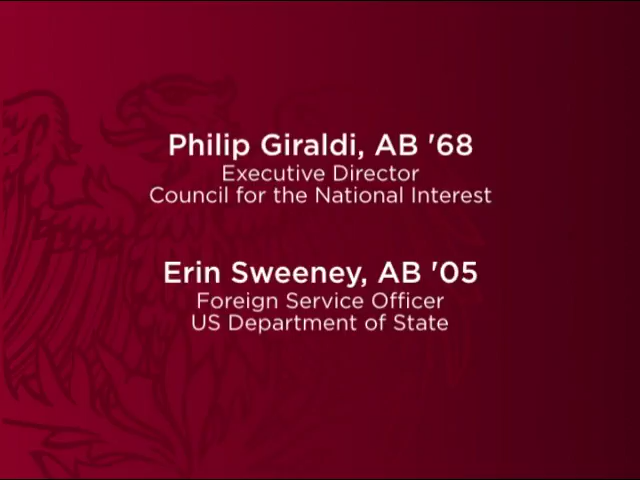 Philip Giraldi, AB '68
Executive Director
Council for the National Interest
Erin Sweeney, AB '05
Foreign Service Officer
US Department of State